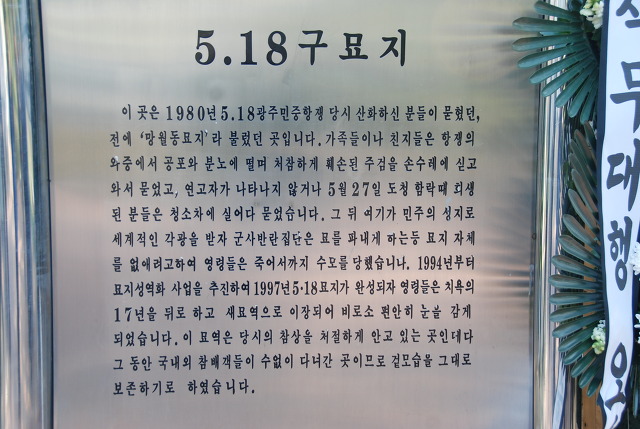 5.18구묘지
이 곳은 1980년 5.18광주민중항쟁 당시 산화하신 분들이 묻혔던,
전에 '망월동묘지'라 불렀던 곳입니다. 가족들이나 친지들은 항쟁의
와중에서 공포와 분노에 떨며 처참하게 훼손된 주검을 손수레에 싣고
와서 묻었고, 연고자가 나타나지 않거나 5월 27일 도청 함락때 희생
된 분들은 청소차에 실어다 묻었습니다. 그 뒤 여기가 민주의 성지로
세계적인 각광을 받자 군사반란집단은 묘를 파내게 하는등 묘지 자체
를 없애려고하여 영령들은 죽어서까지 수모를 당했습니다. 1994년부터
묘지성역화 사업을 추진하여 1997년 5·18묘지가 완성되자 영령들은 치욕의
17년을 뒤로 하고 새묘역으로 이장되어 비로소 편안히 눈을 감게
되었습니다. 이 묘역은 당시의 참상을 처절하게 안고 있는 곳인데다
그 동안 국내외 참배객들이 수없이 다녀간 곳이므로 겉모습을 그대로
보존하기로 하였습니다.
무대행